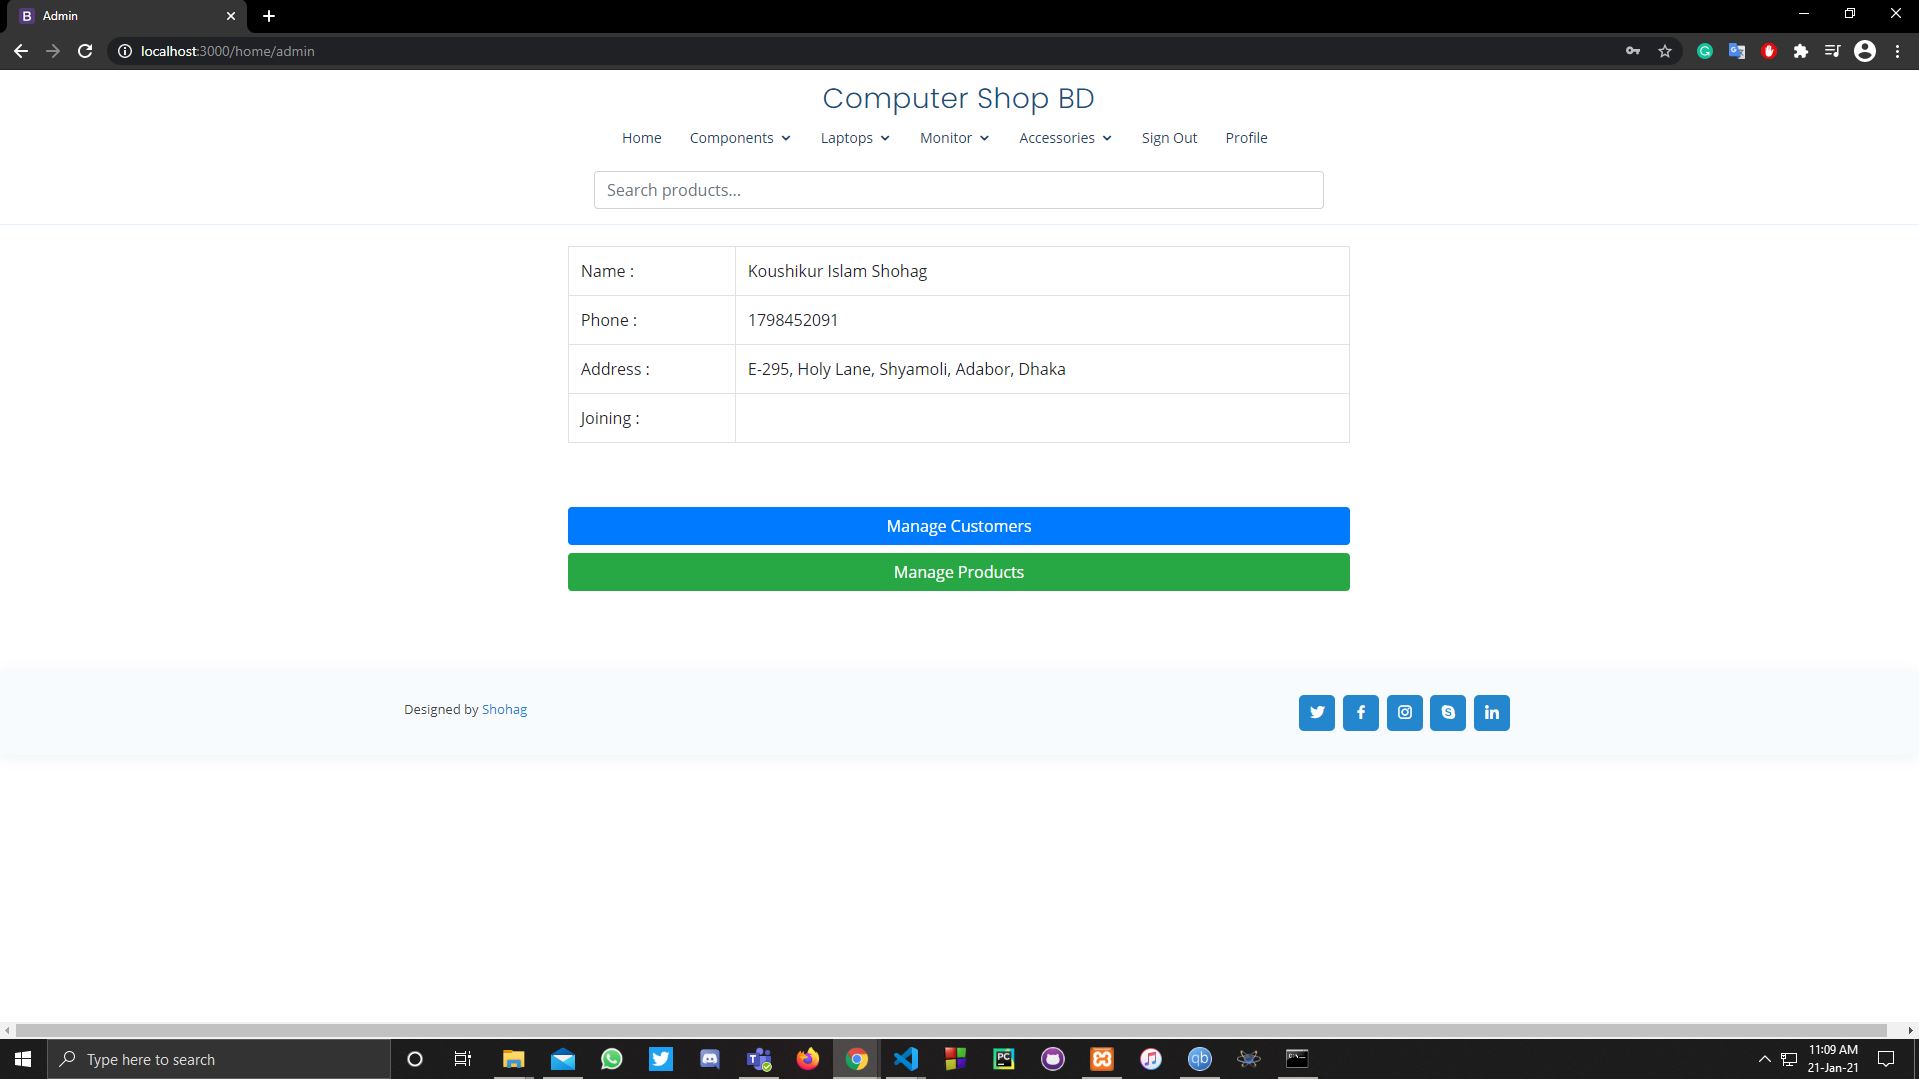 Admin
localhost:3000/home/admin
Computer Shop BD
Home Components Laptops Monitor Accessories Sign Out Profile
Search products...
Name : Koushikur Islam Shohag
Phone : 1798452091
Address : E-295, Holy Lane, Shyamoli, Adabor, Dhaka
Joining :
Manage Customers
Manage Products
Designed by Shohag
Type here to search
11:09 AM
21-Jan-21